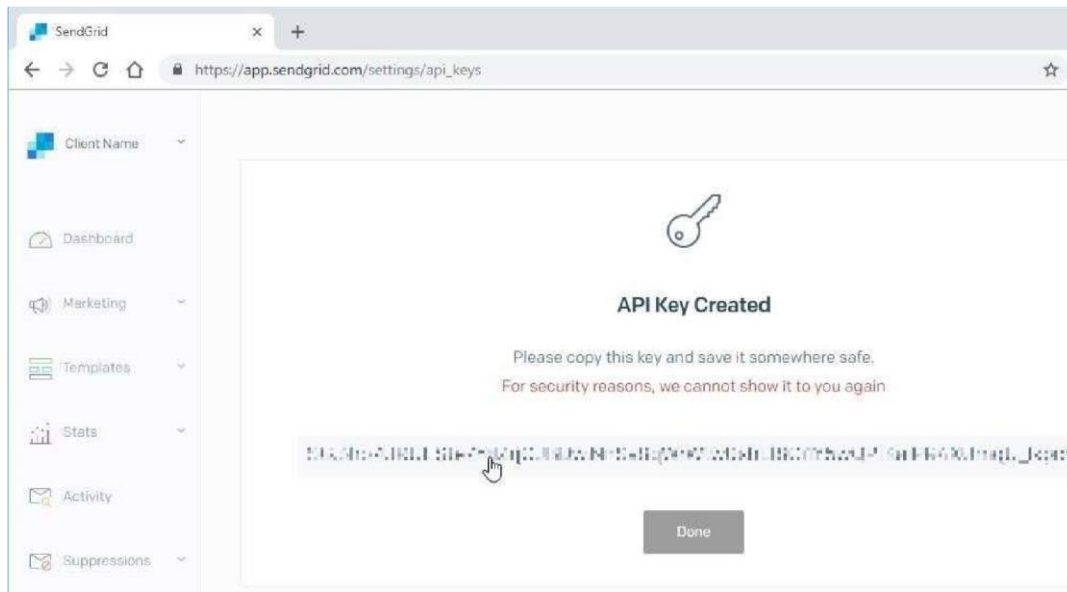 SendGrid
https://app.sendgrid.com/settings/api_keys
Client Name
Dashboard
Marketing
Templates
Stats
Activity
Suppressions
API Key Created
Please copy this key and save it somewhere safe.
For security reasons, we cannot show it to you again
Done